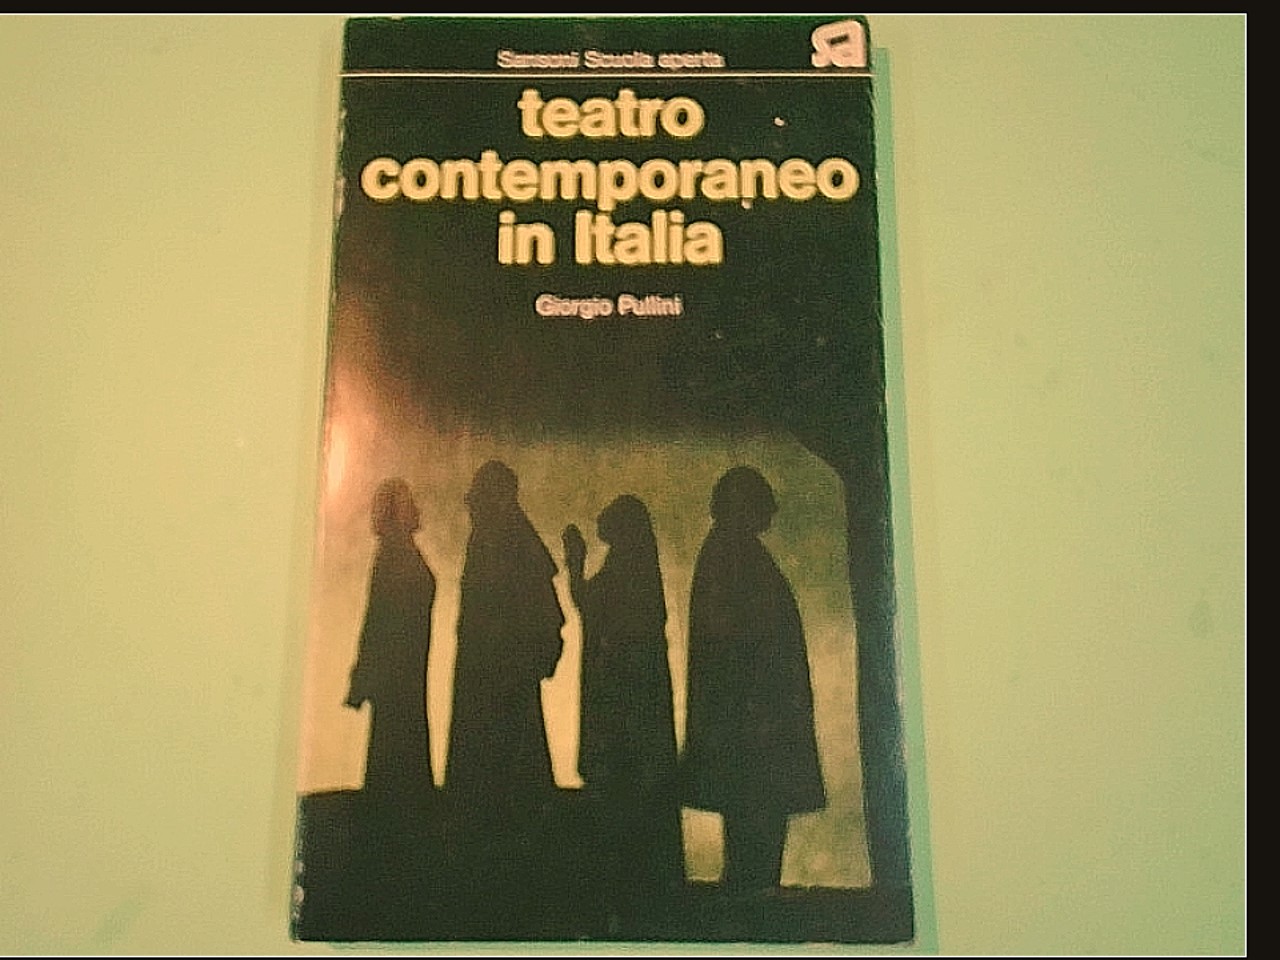 Sansoni Scuola aperta
sa
teatro
contemporaneo
in Italia
Giorgio Pullini